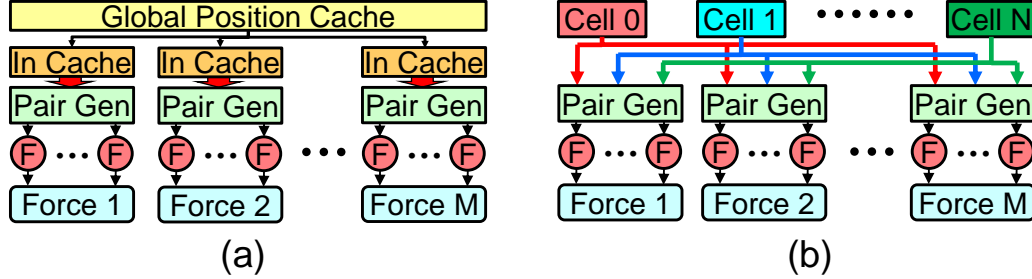 Global Position Cache
In Cache In Cache In Cache
Pair Gen Pair Gen Pair Gen
F ••• F F ••• F ••• F ••• F
Force 1 Force 2 Force M
(a)
Cell 0 Cell 1 •••••• Cell N
Pair Gen Pair Gen Pair Gen
F ••• F F ••• F ••• F ••• F
Force 1 Force 2 Force M
(b)